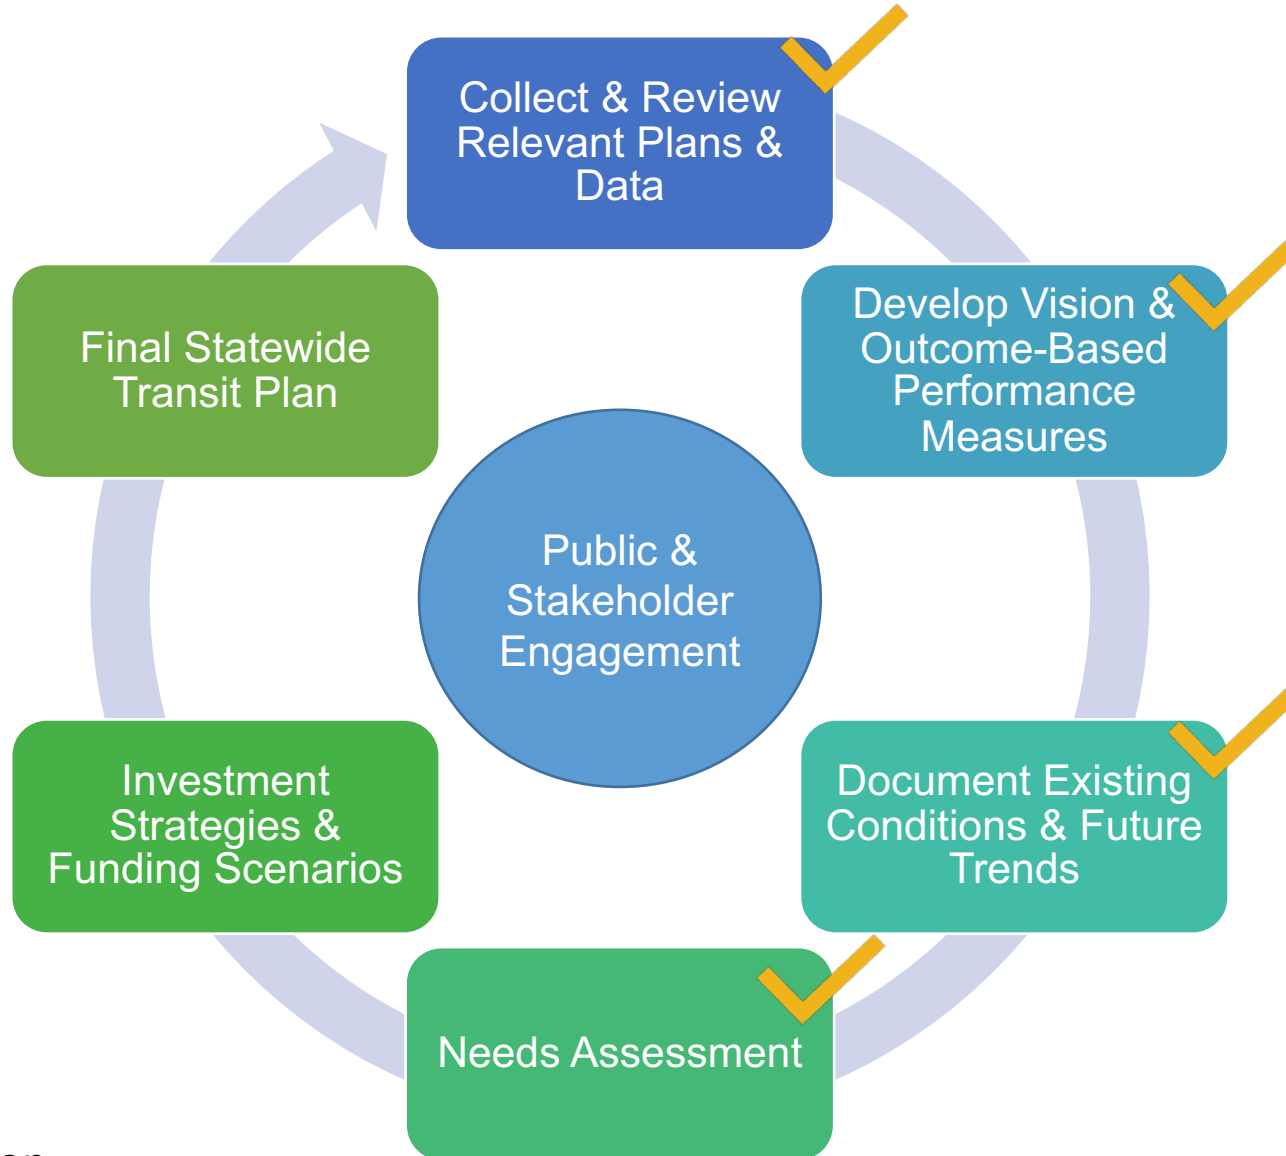 Collect & Review
Relevant Plans &
Data
Develop Vision &
Outcome-Based
Performance
Measures
Document Existing
Conditions & Future
Trends
Needs Assessment
Investment
Strategies &
Funding Scenarios
Final Statewide
Transit Plan
Public &
Stakeholder
Engagement